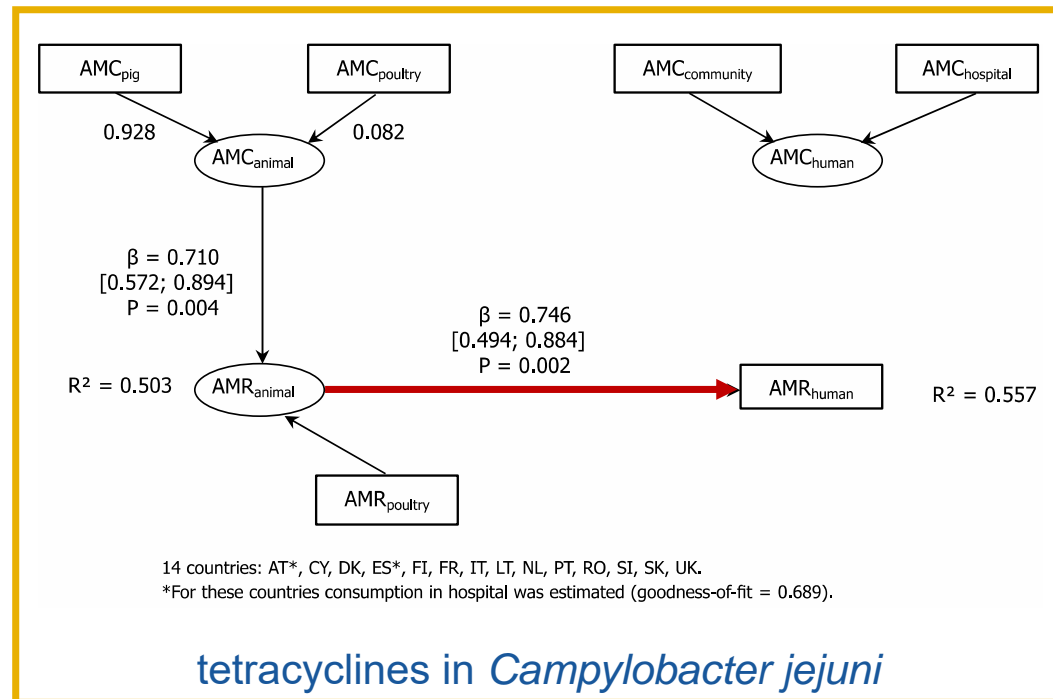 AMCpig
AMCpoultry
AMCcommunity
AMChospital
0.928
0.082
AMCanimal
AMChuman
β = 0.710
[0.572; 0.894]
P = 0.004
β = 0.746
[0.494; 0.884]
P = 0.002
R² = 0.503
AMRanimal
AMRhuman
R² = 0.557
AMRpoultry
14 countries: AT*, CY, DK, ES*, FI, FR, IT, LT, NL, PT, RO, SI, SK, UK.
*For these countries consumption in hospital was estimated (goodness-of-fit = 0.689).
tetracyclines in Campylobacter jejuni